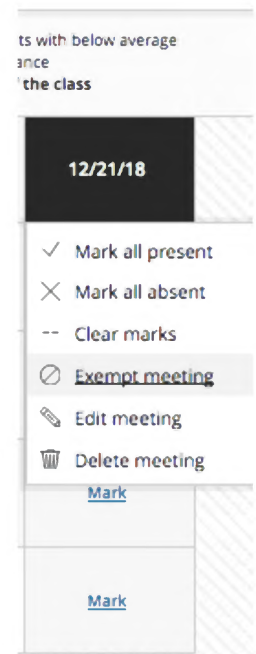 ts with below average
ance
the class
12/21/18
Mark all present
Mark all absent
-- Clear marks
Exempt meeting
Edit meeting
Delete meeting
Mark
Mark